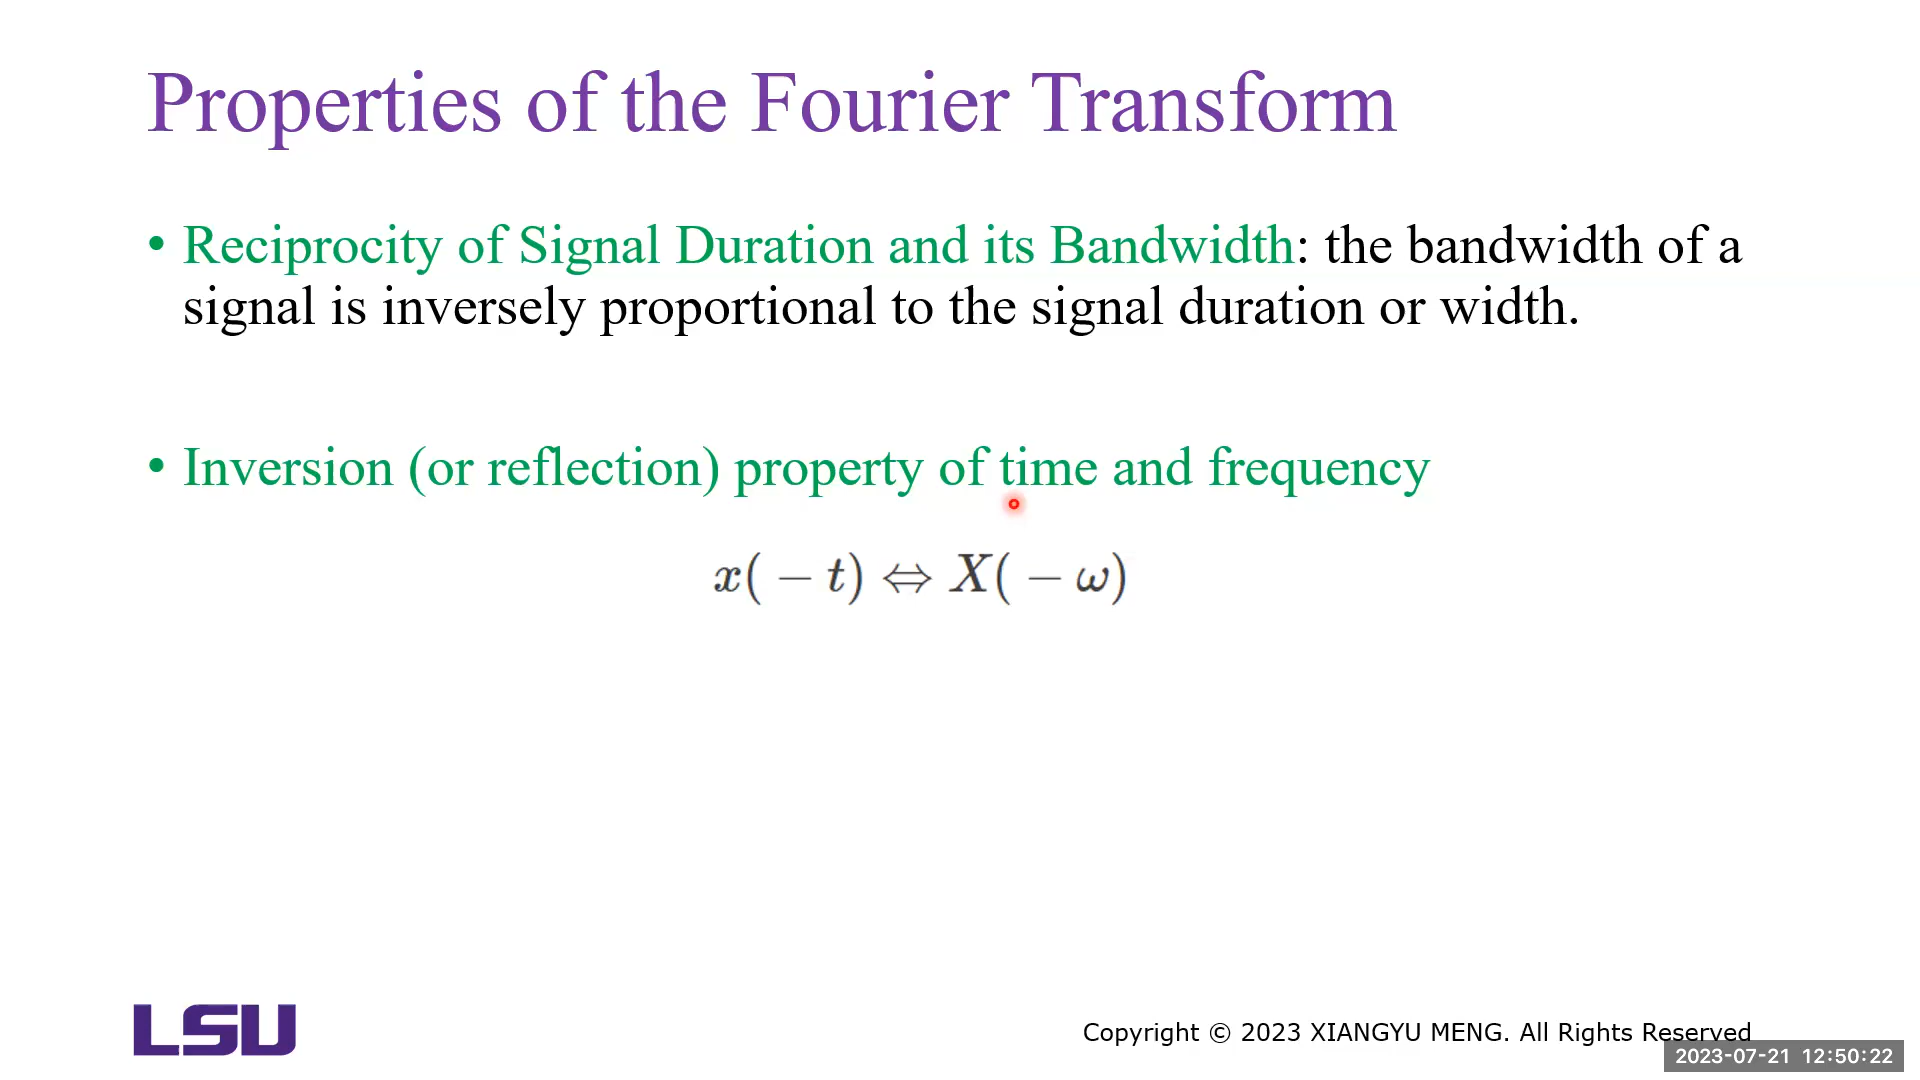 Properties of the Fourier Transform
• Reciprocity of Signal Duration and its Bandwidth: the bandwidth of a
signal is inversely proportional to the signal duration or width.
• Inversion (or reflection) property of time and frequency
x( − t) ⇔ X( − ω)
LSU
Copyright © 2023 XIANGYU MENG. All Rights Reserved
2023-07-21 12:50:22